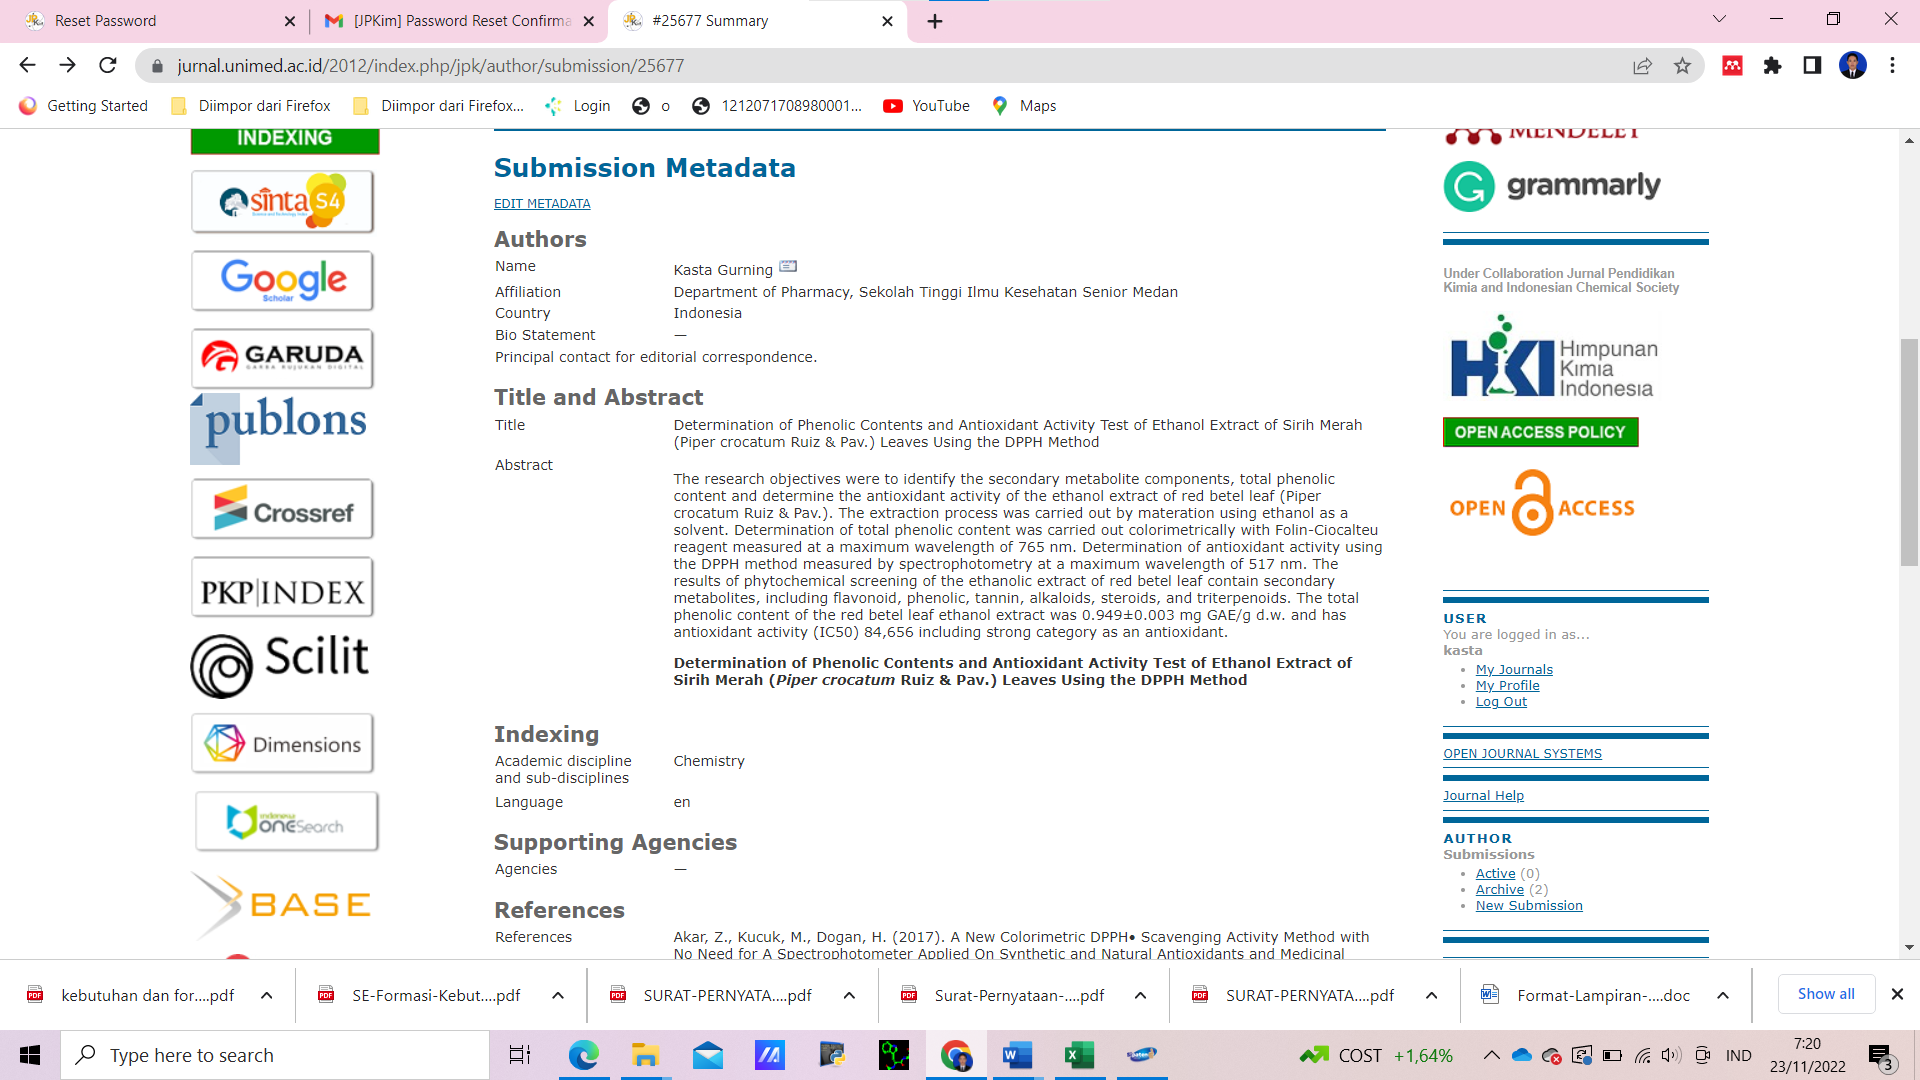 Reset Password
[JPKim] Password Reset Confirma
#25677 Summary
jurnal.unimed.ac.id/2012/index.php/jpk/author/submission/25677
Getting Started
Diimpor dari Firefox
Diimpor dari Firefox...
Login
o
1212071708980001...
YouTube
Maps
INDEXING
sinta S4
Google
Scholar
GARUDA
GARBA RUJUKAN DIGITAL
publons
Crossref
PKP|INDEX
Scilit
Dimensions
indonesia
OneSearch
BASE
Submission Metadata
EDIT METADATA
Authors
Name Kasta Gurning
Affiliation Department of Pharmacy, Sekolah Tinggi Ilmu Kesehatan Senior Medan
Country Indonesia
Bio Statement —
Principal contact for editorial correspondence.
Title and Abstract
Title Determination of Phenolic Contents and Antioxidant Activity Test of Ethanol Extract of Sirih Merah
(Piper crocatum Ruiz & Pav.) Leaves Using the DPPH Method
Abstract
The research objectives were to identify the secondary metabolite components, total phenolic
content and determine the antioxidant activity of the ethanol extract of red betel leaf (Piper
crocatum Ruiz & Pav.). The extraction process was carried out by materation using ethanol as a
solvent. Determination of total phenolic content was carried out colorimetrically with Folin-Ciocalteu
reagent measured at a maximum wavelength of 765 nm. Determination of antioxidant activity using
the DPPH method measured by spectrophotometry at a maximum wavelength of 517 nm. The
results of phytochemical screening of the ethanolic extract of red betel leaf contain secondary
metabolites, including flavonoid, phenolic, tannin, alkaloids, steroids, and triterpenoids. The total
phenolic content of the red betel leaf ethanol extract was 0.949±0.003 mg GAE/g d.w. and has
antioxidant activity (IC50) 84,656 including strong category as an antioxidant.
Determination of Phenolic Contents and Antioxidant Activity Test of Ethanol Extract of
Sirih Merah (Piper crocatum Ruiz & Pav.) Leaves Using the DPPH Method
Indexing
Academic discipline Chemistry
and sub-disciplines
Language en
Supporting Agencies
Agencies —
References
References Akar, Z., Kucuk, M., Dogan, H. (2017). A New Colorimetric DPPH• Scavenging Activity Method with
No Need for A Spectrophotometer Applied On Synthetic and Natural Antioxidants and Medicinal
MENDELEY
G grammarly
Under Collaboration Jurnal Pendidikan
Kimia and Indonesian Chemical Society
HKI Himpunan
Kimia
Indonesia
OPEN ACCESS POLICY
OPEN ACCESS
USER
You are logged in as...
kasta
My Journals
My Profile
Log Out
OPEN JOURNAL SYSTEMS
Journal Help
AUTHOR
Submissions
Active (0)
Archive (2)
New Submission
kebutuhan dan for....pdf
SE-Formasi-Kebut....pdf
SURAT-PERNYATA....pdf
Surat-Pernyataan-....pdf
SURAT-PERNYATA....pdf
Format-Lampiran-....doc
Show all
Type here to search
COST +1,64%
IND
7:20
23/11/2022
3